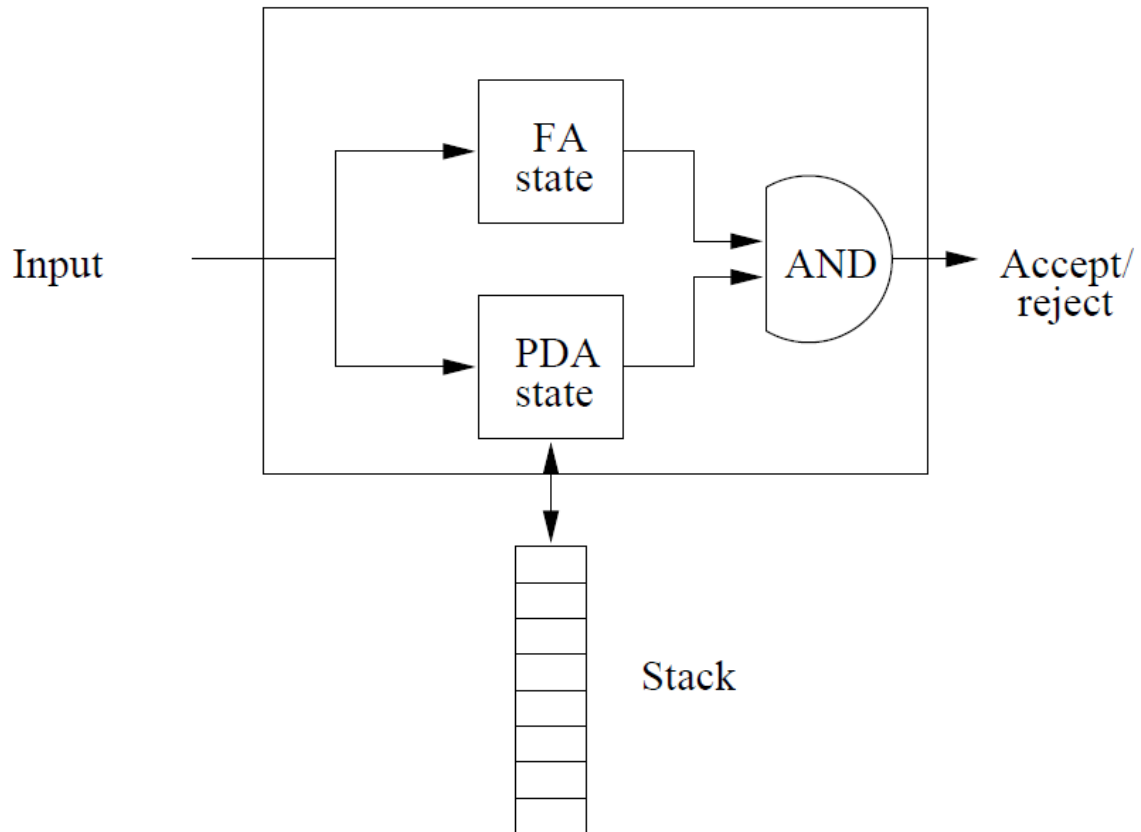 FA
state
Input
AND
Accept/
reject
PDA
state
Stack